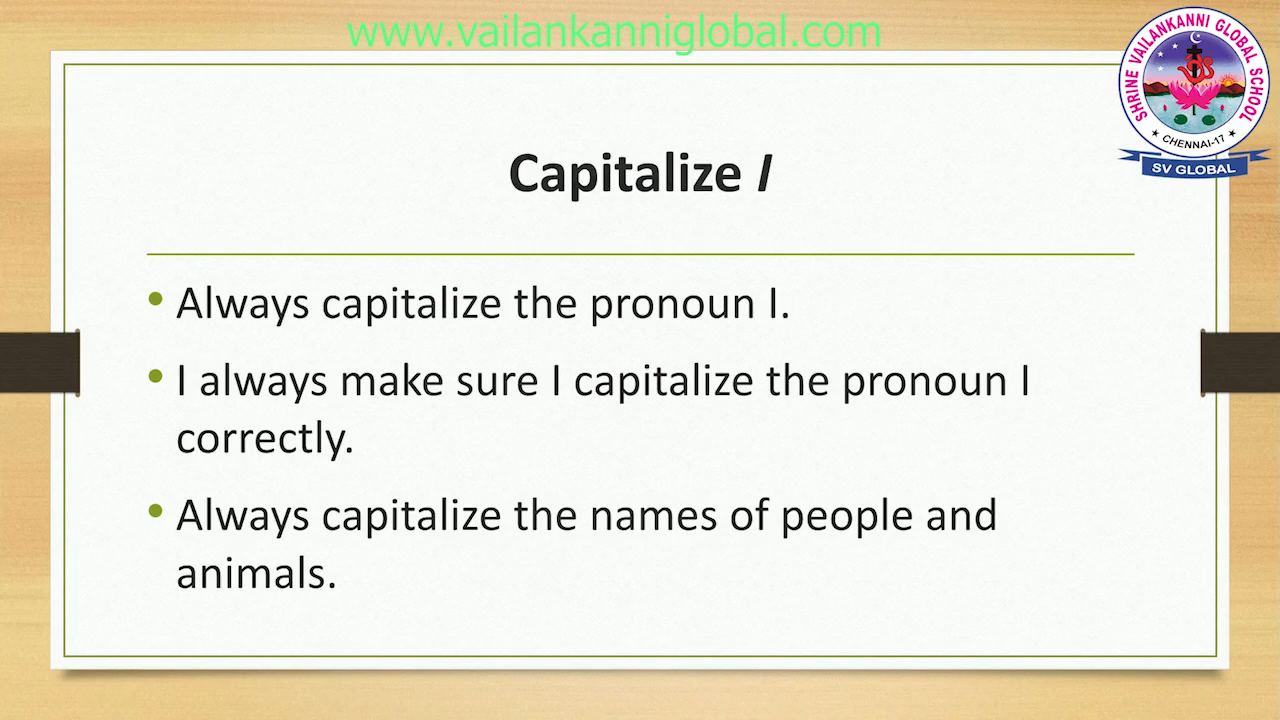 www.vailankanniglobal.com
SHRINE VAILANKANNI GLOBAL SCHOOL
CHENNAI-17
SV GLOBAL
Capitalize I
• Always capitalize the pronoun I.
• I always make sure I capitalize the pronoun I
correctly.
• Always capitalize the names of people and
animals.